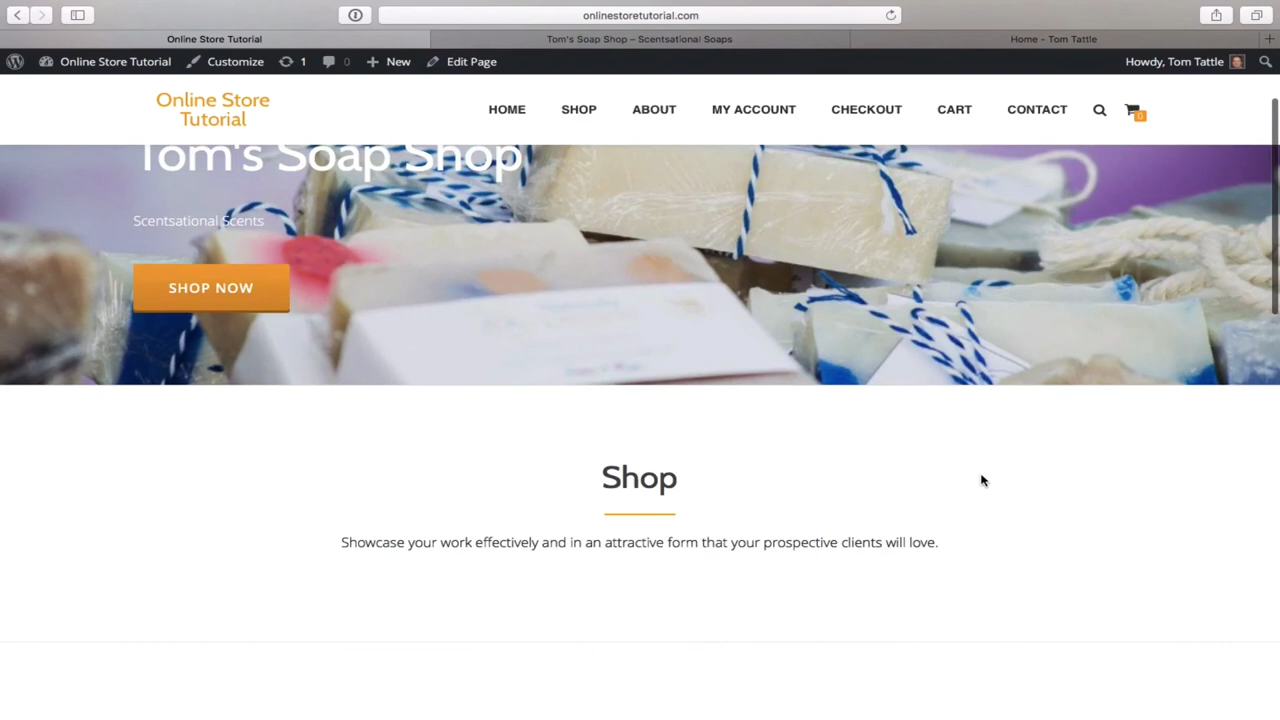 onlinestoretutorial.com
Online Store Tutorial
Tom's Soap Shop – Scentsational Soaps
Home - Tom Tattle
Online Store Tutorial
Customize
1
0
New
Edit Page
Howdy, Tom Tattle
Online Store
Tutorial
HOME
SHOP
ABOUT
MY ACCOUNT
CHECKOUT
CART
CONTACT
0
Tom's Soap Shop
Scentsational Scents
SHOP NOW
Shop
Showcase your work effectively and in an attractive form that your prospective clients will love.